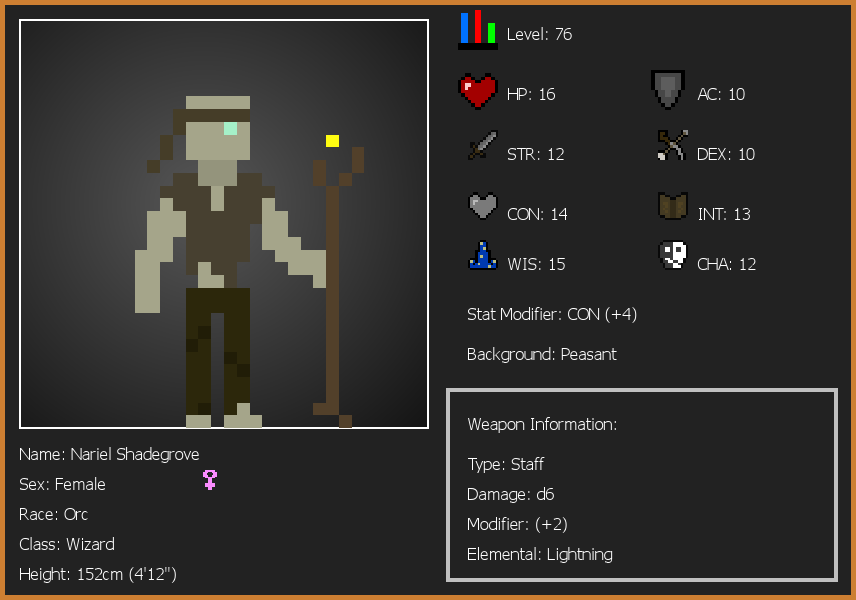 Level: 76
HP: 16
AC: 10
STR: 12
DEX: 10
CON: 14
INT: 13
WIS: 15
CHA: 12
Stat Modifier: CON (+4)
Background: Peasant
Weapon Information:
Type: Staff
Damage: d6
Modifier: (+2)
Elemental: Lightning
Name: Nariel Shadegrove
Sex: Female
Race: Orc
Class: Wizard
Height: 152cm (4'12")